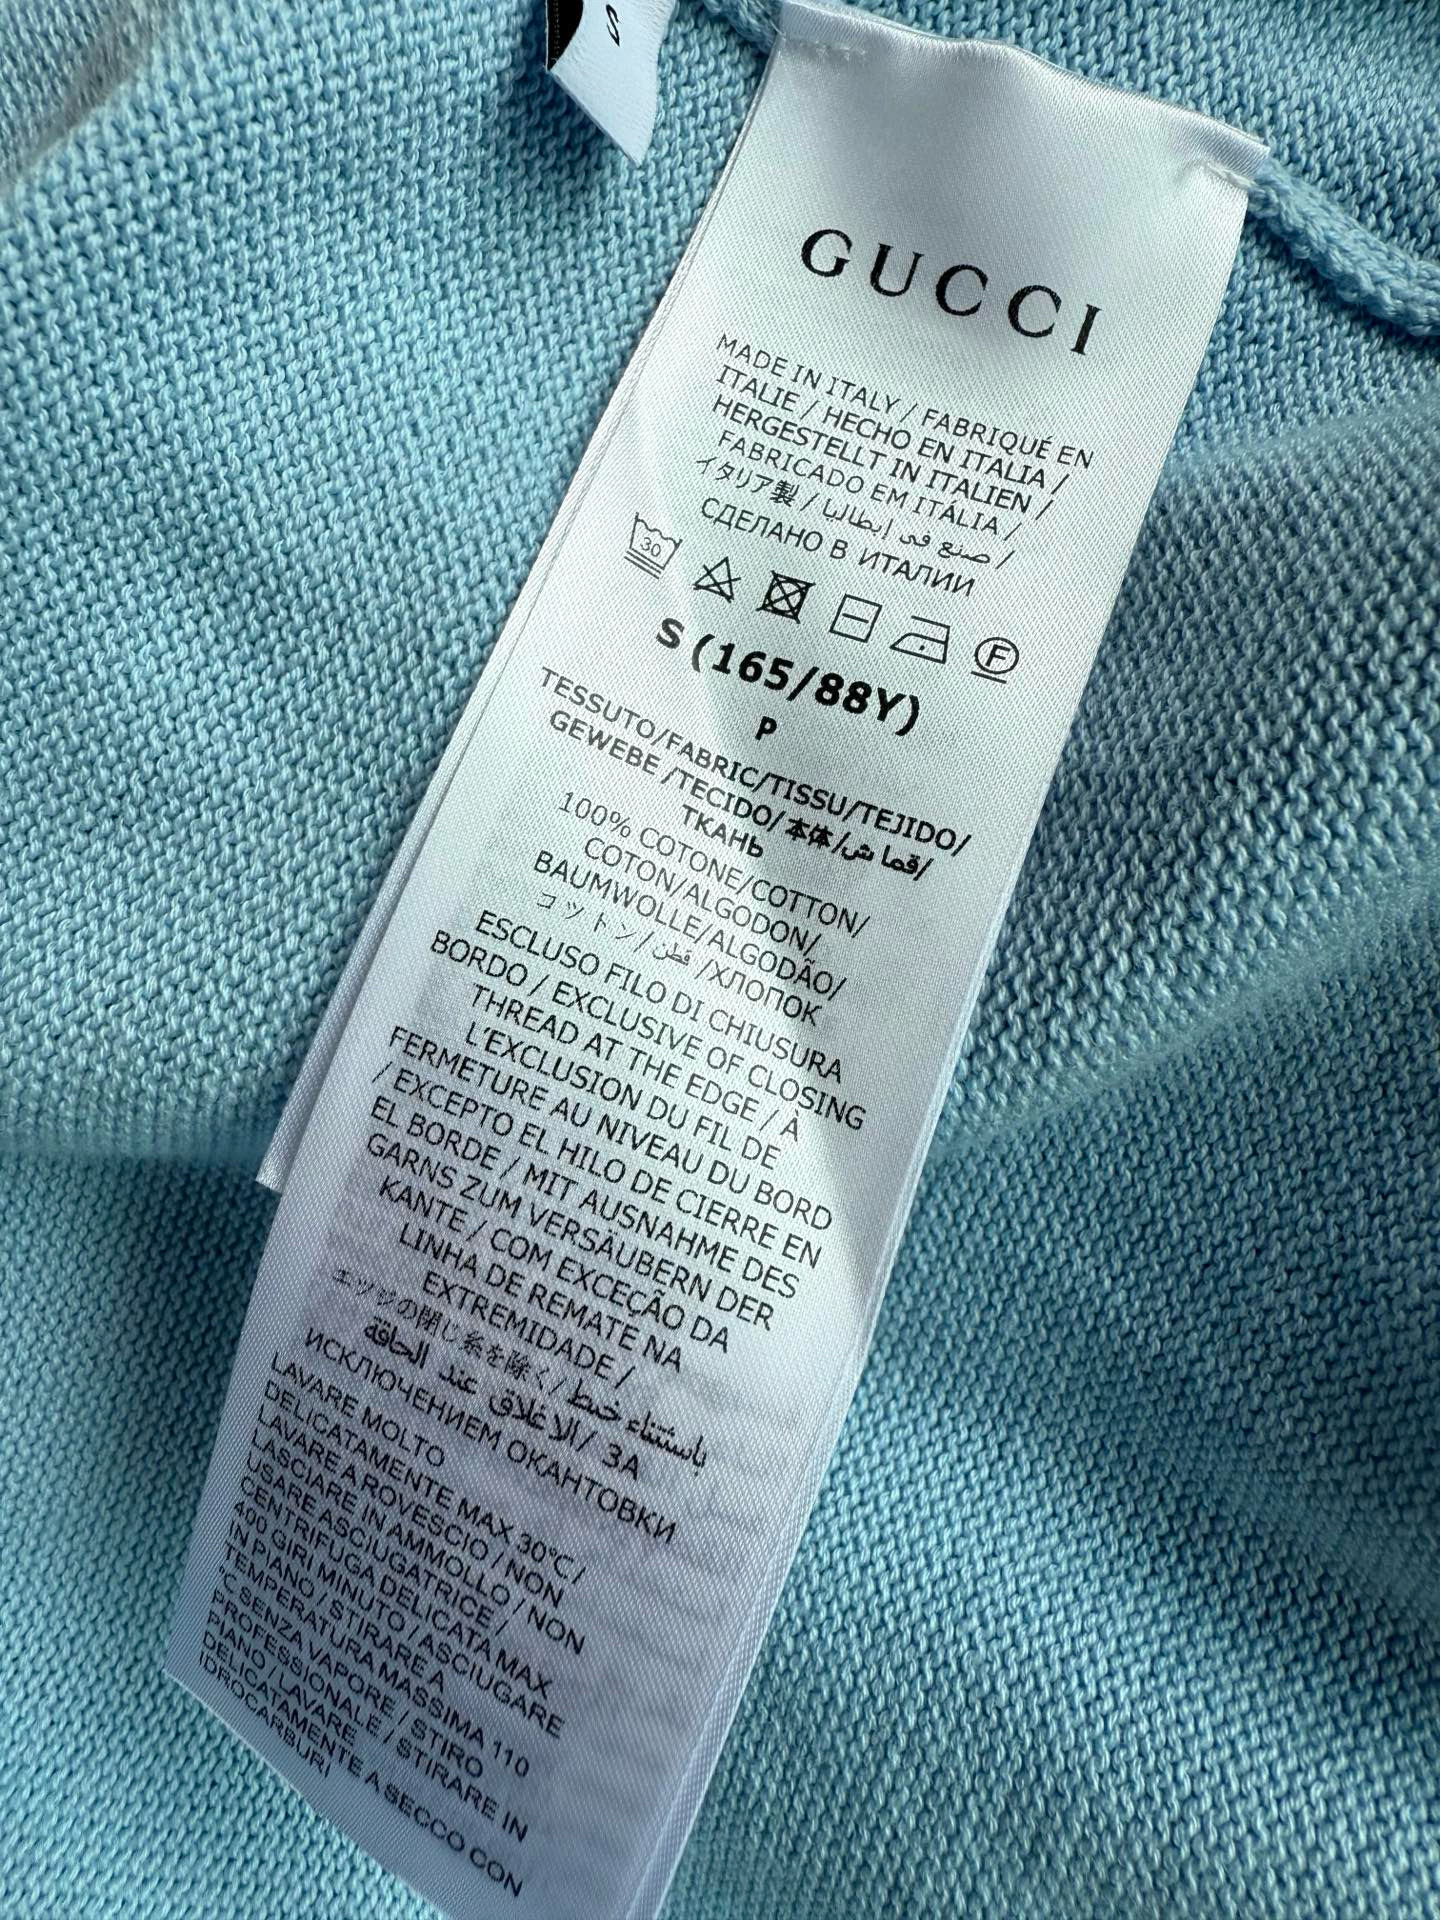 S
GUCCI
MADE IN ITALY / FABRIQUÉ EN
ITALIE / HECHO EN ITALIA /
HERGESTELLT IN ITALIEN /
FABRICADO EM ITÁLIA /
イタリア製 / صنع في إيطاليا /
СДЕЛАНО В ИТАЛИИ
30
F
S (165/88Y)
P
TESSUTO/FABRIC/TISSU/TEJIDO/
GEWEBE /TECIDO/本体/قما ش/
ТКАНЬ
100% COTONE/COTTON/
COTON/ALGODON/
BAUMWOLLE/ALGODÃO/
コットン/قطن /ХЛОПОК
ESCLUSO FILO DI CHIUSURA
BORDO / EXCLUSIVE OF CLOSING
THREAD AT THE EDGE / À
L'EXCLUSION DU FIL DE
FERMETURE AU NIVEAU DU BORD
/ EXCEPTO EL HILO DE CIERRE EN
EL BORDE / MIT AUSNAHME DES
GARNS ZUM VERSÄUBERN DER
KANTE / COM EXCEÇÃO DA
LINHA DE REMATE NA
EXTREMIDADE /
エッジの閉じ糸を除く/ باستثناء خيط
الإغلاق عند الحافة / ЗА
ИСКЛЮЧЕНИЕМ ОКАНТОВКИ
LAVARE MOLTO
DELICATAMENTE MAX 30°C /
LAVARE A ROVESCIO / NON
LASCIARE IN AMMOLLO / NON
USARE ASCIUGATRICE /
CENTRIFUGA DELICATA MAX
400 GIRI MINUTO / ASCIUGARE
IN PIANO / STIRARE A
TEMPERATURA MASSIMA 110
°C SENZA VAPORE / STIRO
PROFESSIONALE / STIRARE IN
PIANO / LAVARE
DELICATAMENTE A SECCO CON
IDROCARBURI